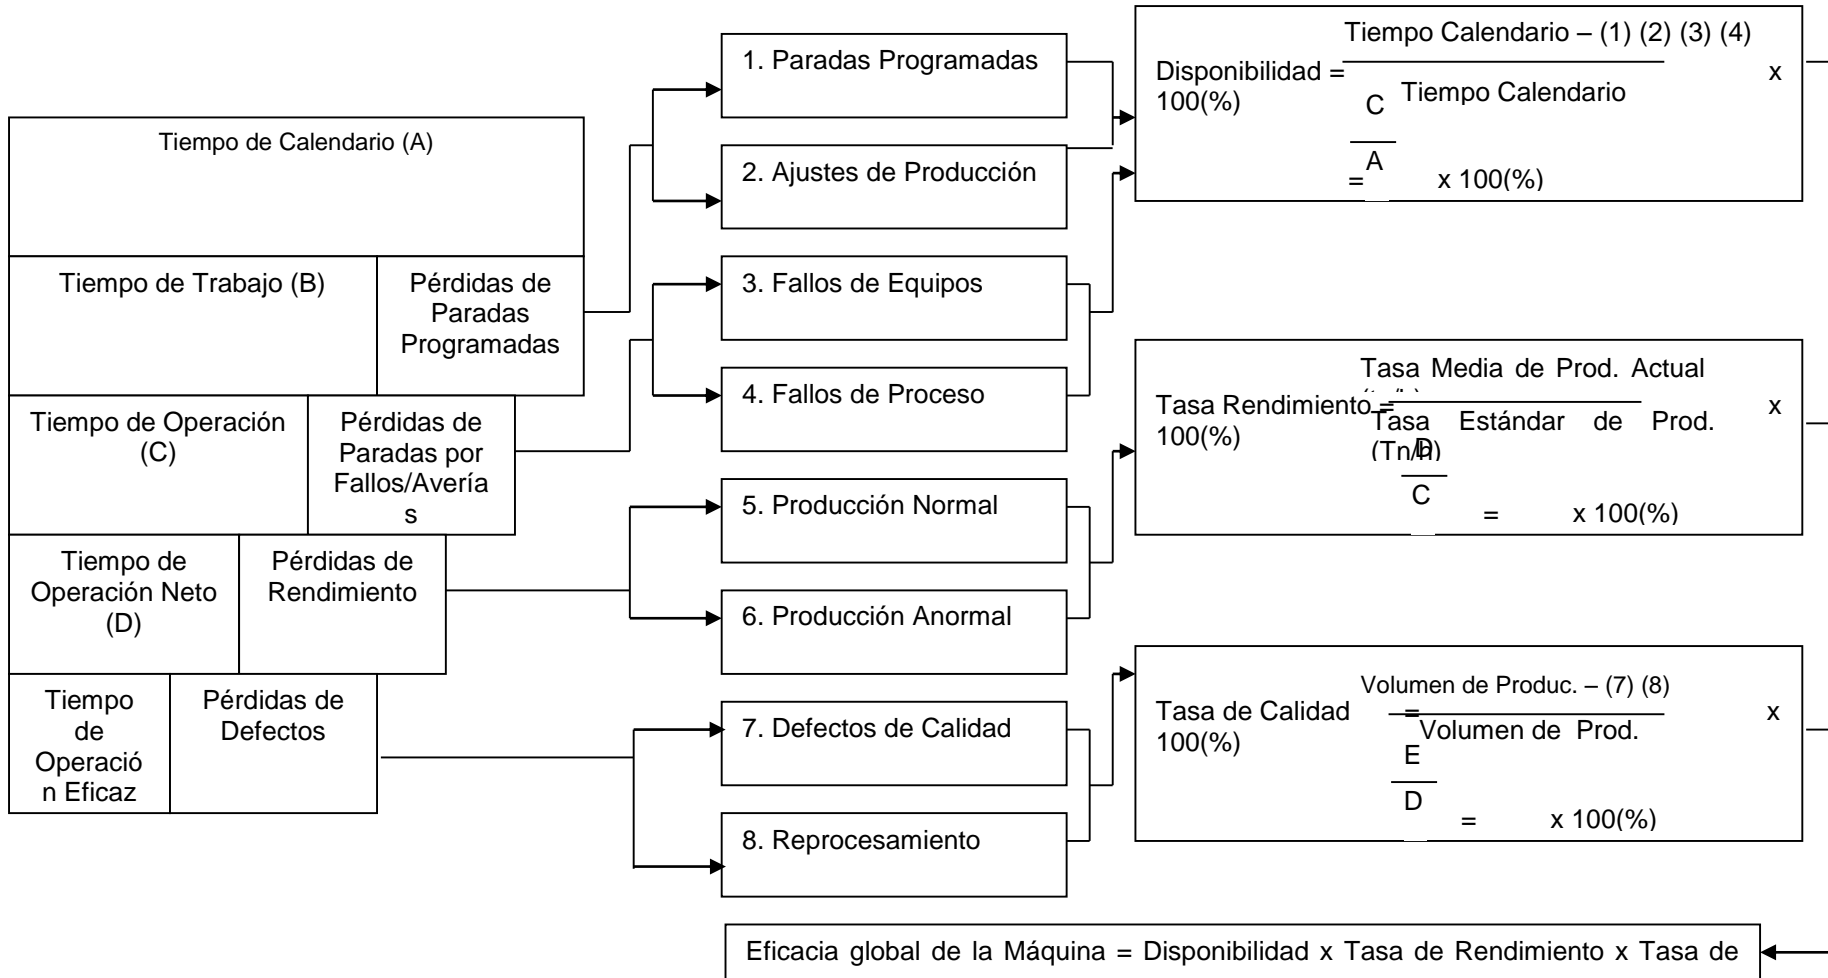 Tiempo de Calendario (A)
Tiempo de Trabajo (B)
Pérdidas de
Paradas
Programadas
Tiempo de Operación
(C)
Pérdidas de
Paradas por
Fallos/Avería
s
Tiempo de
Operación Neto
(D)
Pérdidas de
Rendimiento
Tiempo
de
Operació
n Eficaz
Pérdidas de
Defectos
1. Paradas Programadas
2. Ajustes de Producción
3. Fallos de Equipos
4. Fallos de Proceso
5. Producción Normal
6. Producción Anormal
7. Defectos de Calidad
8. Reprocesamiento
Tiempo Calendario – (1) (2) (3) (4)
Disponibilidad = x
100(%)
Tiempo Calendario
C
A
= x 100(%)
Tasa Media de Prod. Actual
Tasa Rendimiento = x
100(%)
Tasa Estándar de Prod.
(Tn/h)
D
C
= x 100(%)
Volumen de Produc. – (7) (8)
Tasa de Calidad = x
100(%)
Volumen de Prod.
E
D
= x 100(%)
Eficacia global de la Máquina = Disponibilidad x Tasa de Rendimiento x Tasa de